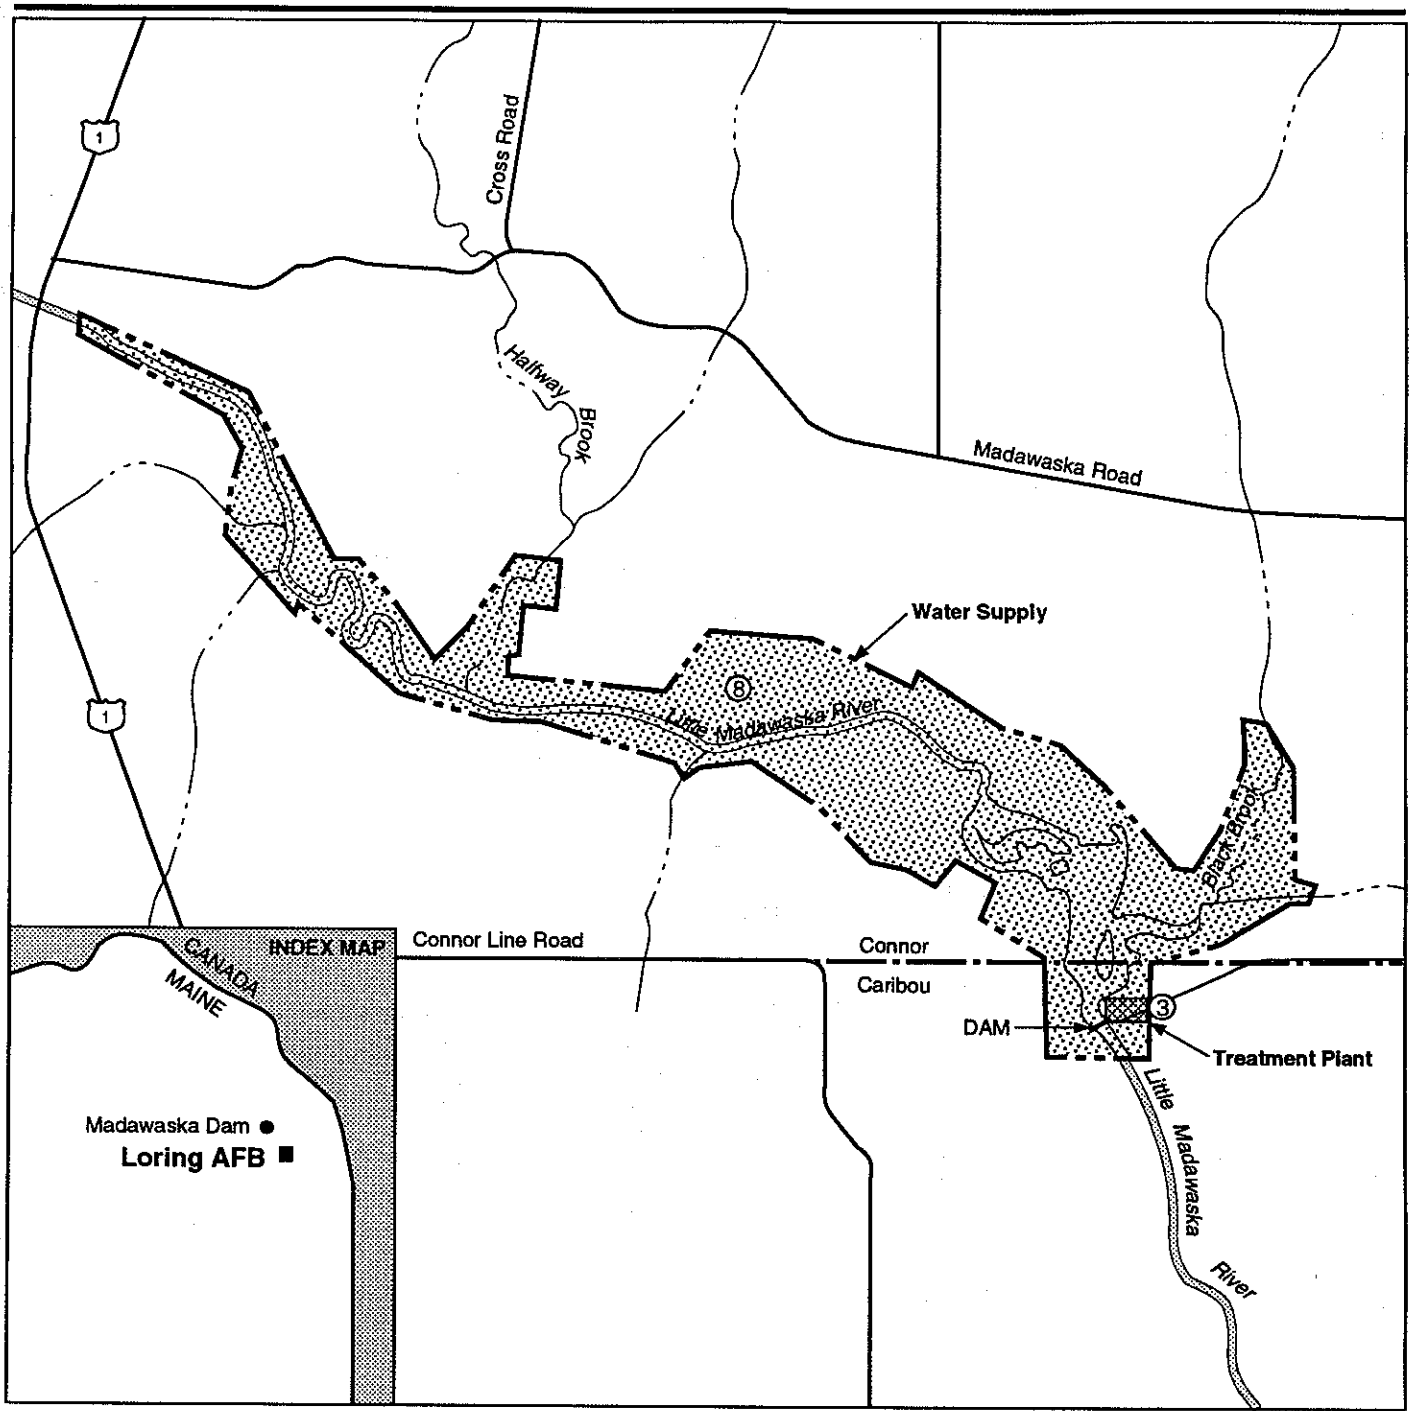 1
Cross Road
Halfway
Brook
Madawaska Road
Water Supply
8
Little Madawaska River
1
Black Brook
Connor Line Road
Connor
Caribou
INDEX MAP
CANADA
MAINE
3
DAM
Treatment Plant
Little Madawaska River
Madawaska Dam
Loring AFB